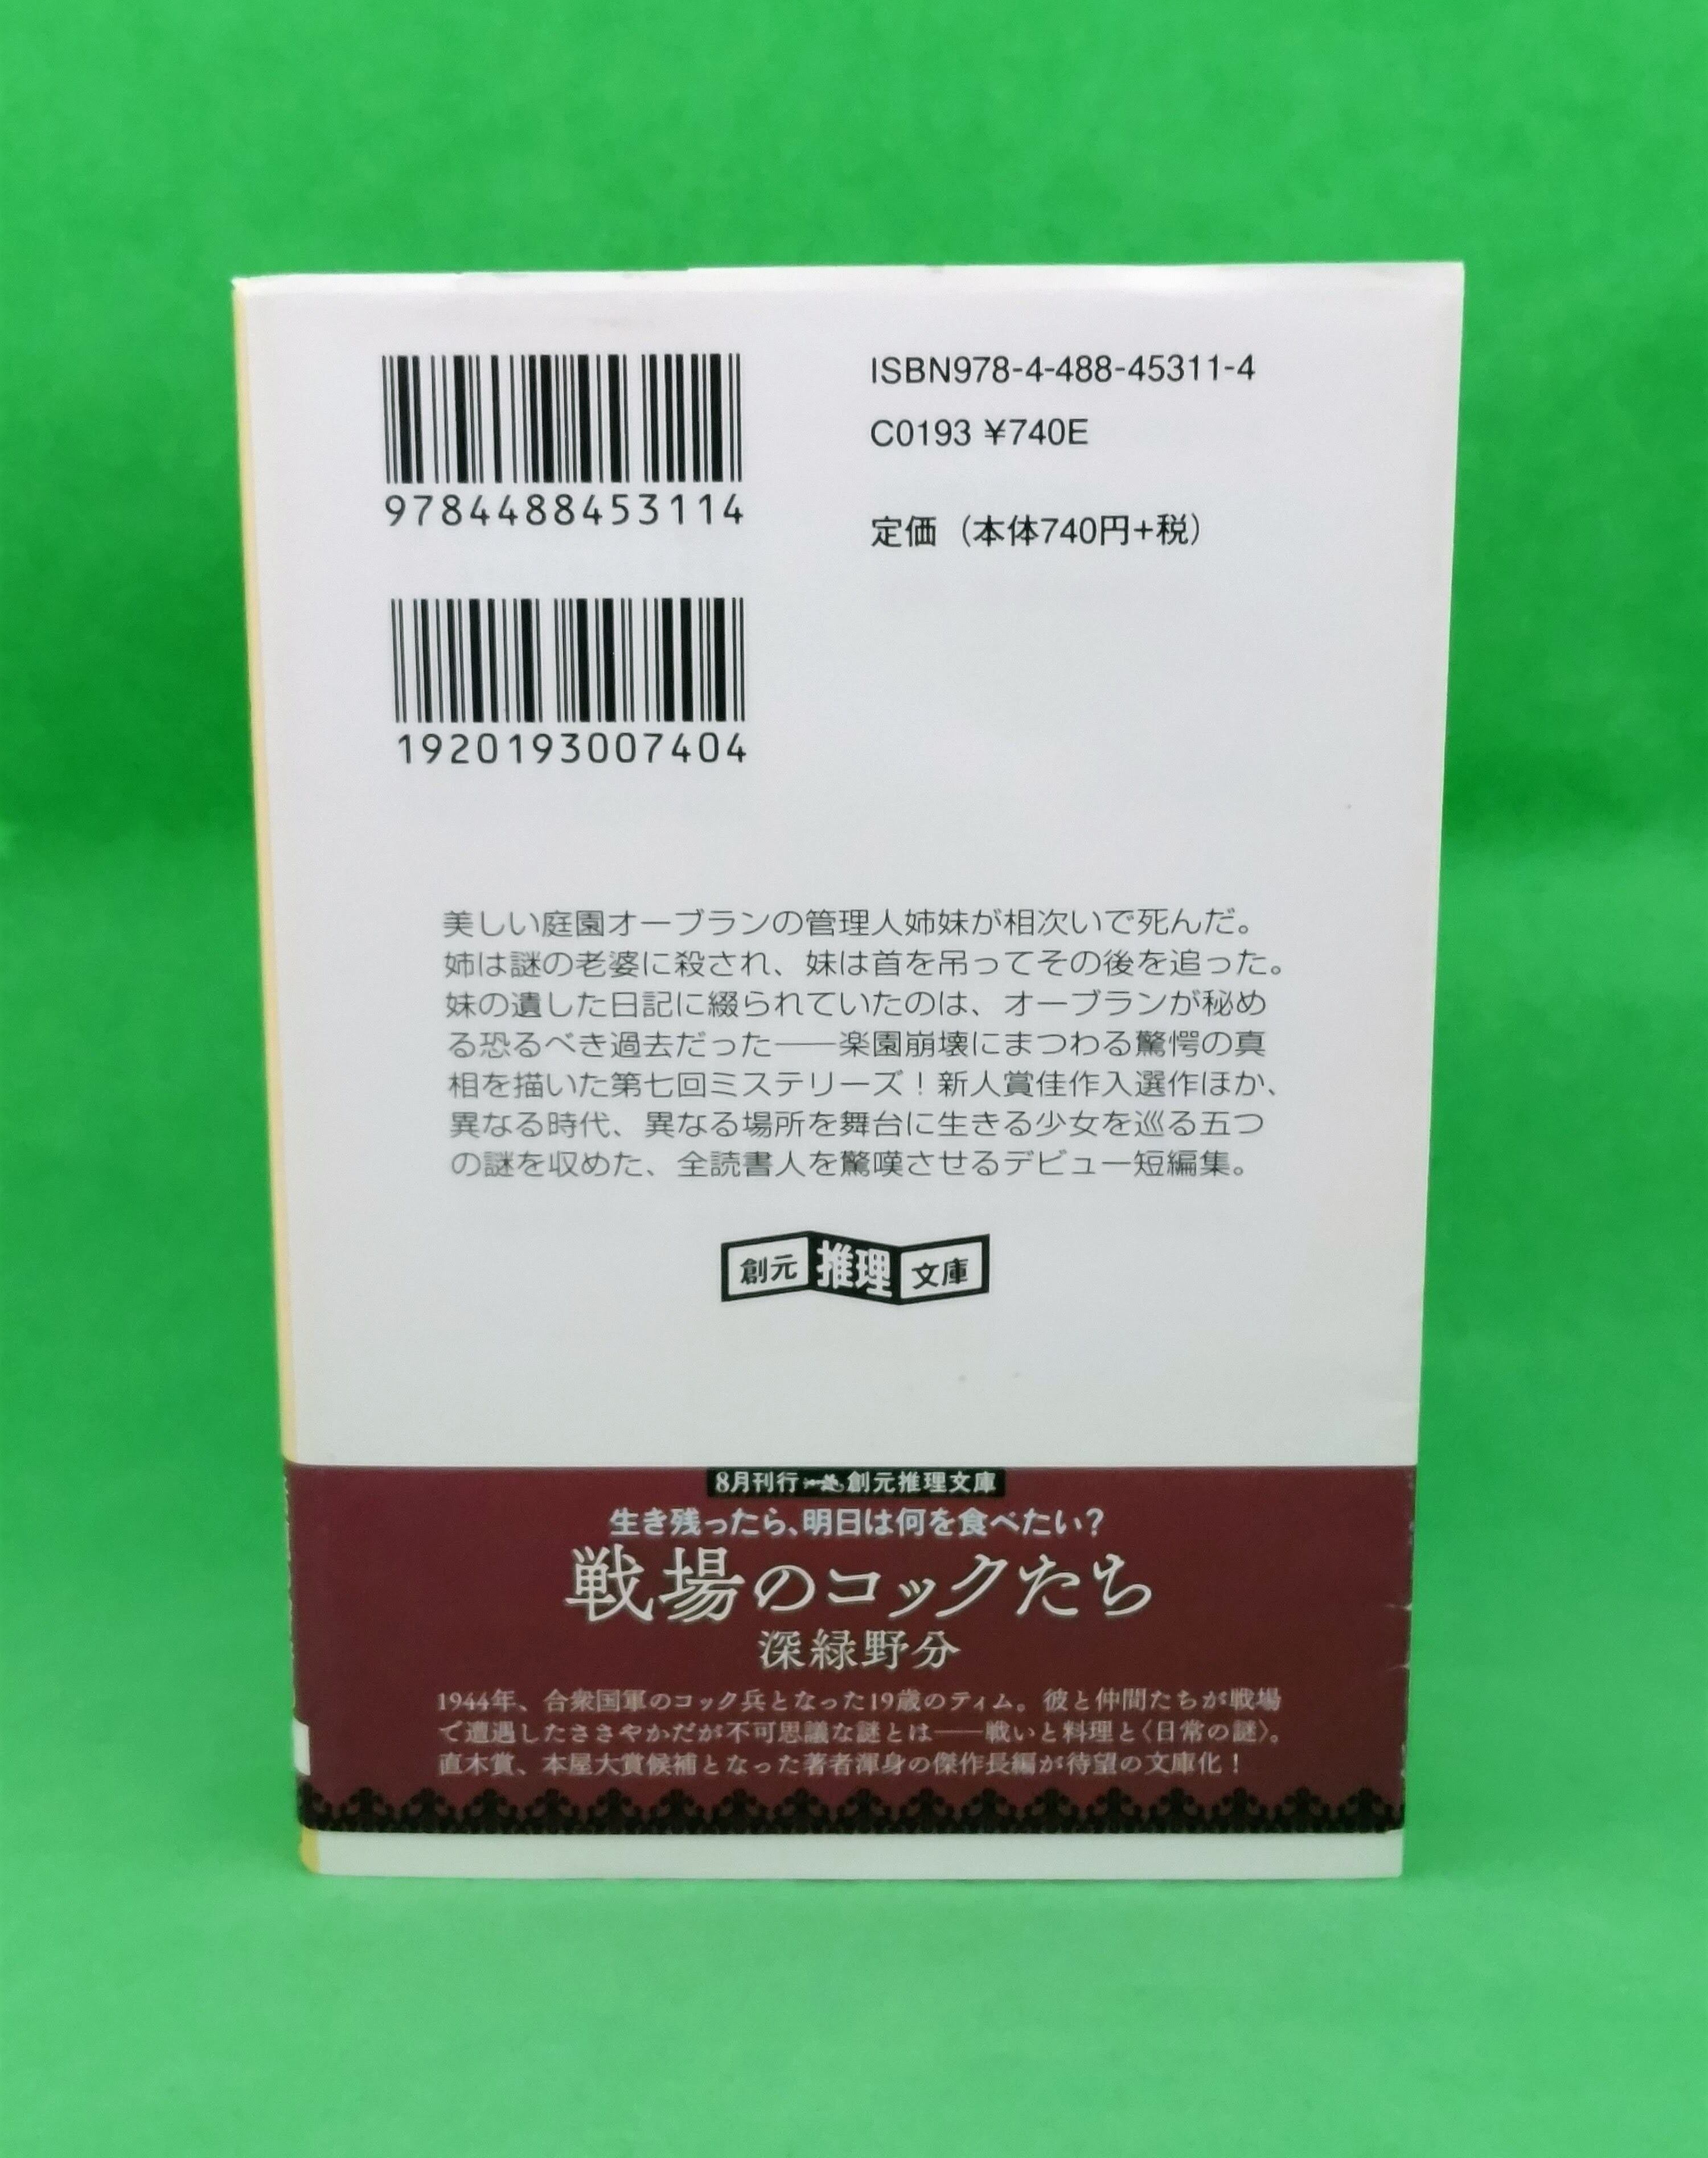 9784488453114
ISBN978-4-488-45311-4
C0193 ¥740E
定価（本体740円+税）
1920193007404
美しい庭園オーブランの管理人姉妹が相次いで死んだ。
姉は謎の老婆に殺され、妹は首を吊ってその後を追った。
妹の遺した日記に綴られていたのは、オーブランが秘め
る恐るべき過去だった――楽園崩壊にまつわる驚愕の真
相を描いた第七回ミステリーズ！新人賞佳作入選作ほか、
異なる時代、異なる場所を舞台に生きる少女を巡る五つ
の謎を収めた、全読書人を驚嘆させるデビュー短編集。
創元推理文庫
8月刊行 創元推理文庫
生き残ったら、明日は何を食べたい？
戦場のコックたち
深緑野分
1944年、合衆国軍のコック兵となった19歳のティム。彼と仲間たちが戦場
で遭遇したささやかだが不可思議な謎とは――戦いと料理と〈日常の謎〉。
直木賞、本屋大賞候補となった著者渾身の傑作長編が待望の文庫化！